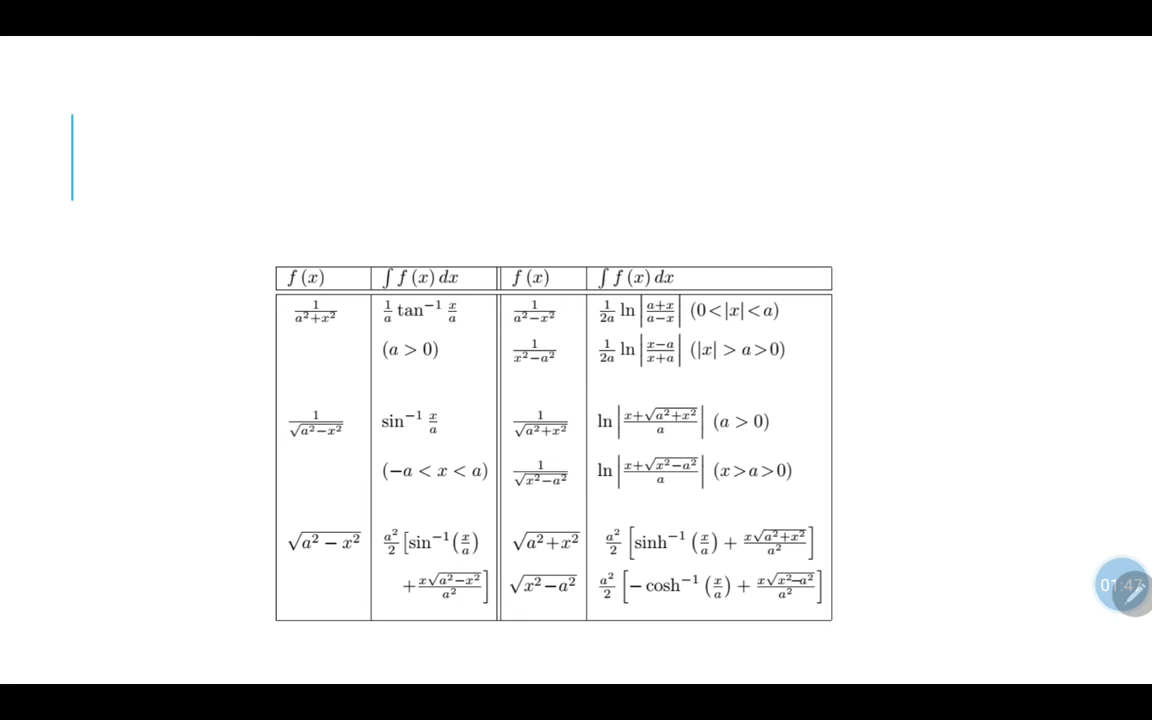 f (x) ∫ f (x) dx f (x) ∫ f (x) dx
1/(a²+x²) 1/a tan⁻¹ x/a 1/(a²−x²) 1/2a ln |(a+x)/(a−x)| (0<|x|<a)
(a > 0) 1/(x²−a²) 1/2a ln |(x−a)/(x+a)| (|x| > a>0)
1/√(a²−x²) sin⁻¹ x/a 1/√(a²+x²) ln |(x+√(a²+x²))/a| (a > 0)
(−a < x < a) 1/√(x²−a²) ln |(x+√(x²−a²))/a| (x>a>0)
√(a² − x²) a²/2 [sin⁻¹ (x/a) √(a²+x²) a²/2 [sinh⁻¹ (x/a) + x√(a²+x²)/a²]
+ x√(a²−x²)/a²] √(x²−a²) a²/2 [− cosh⁻¹ (x/a) + x√(x²−a²)/a²]
01:47